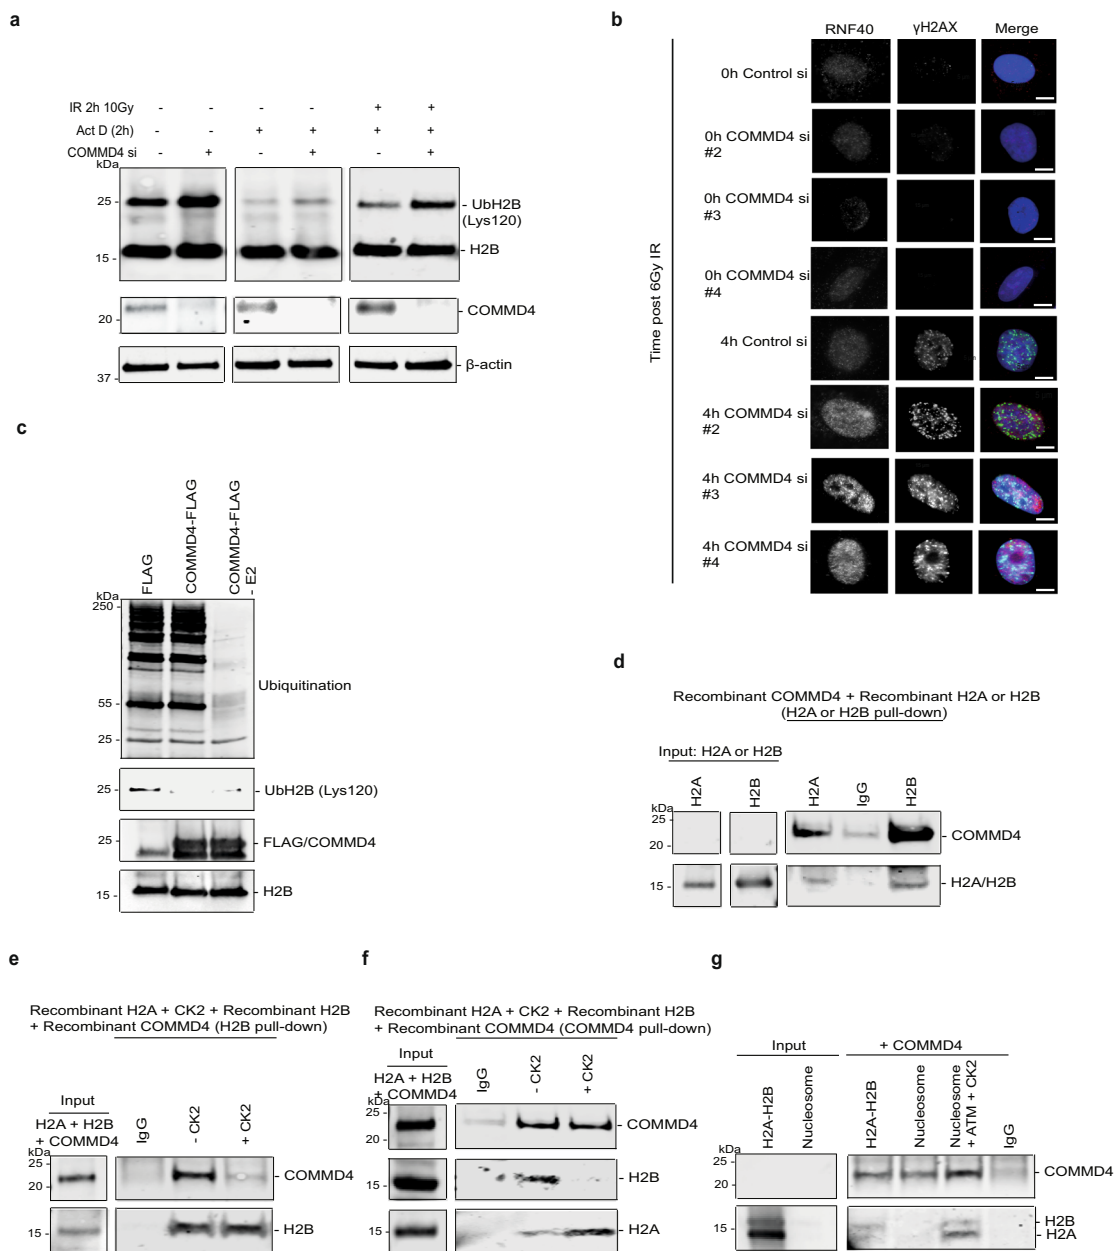 a
IR 2h 10Gy - - - - + +
Act D (2h) - - + + + +
COMMD4 si - + - + - +
kDa
25 -
- UbH2B
(Lys120)
- H2B
15 -
- COMMD4
20 -
- β-actin
37 -
b
RNF40 γH2AX Merge
Time post 6Gy IR
0h Control si
0h COMMD4 si
#2
0h COMMD4 si
#3
0h COMMD4 si
#4
4h Control si
4h COMMD4 si
#2
4h COMMD4 si
#3
4h COMMD4 si
#4
c
FLAG
COMMD4-FLAG
COMMD4-FLAG
- E2
kDa
250 -
Ubiquitination
55 -
25 -
25 - - UbH2B (Lys120)
25 - - FLAG/COMMD4
15 - - H2B
d
Recombinant COMMD4 + Recombinant H2A or H2B
(H2A or H2B pull-down)
Input: H2A or H2B
H2A H2B H2A IgG H2B
kDa
25 -
- COMMD4
20 -
15 - - H2A/H2B
e
Recombinant H2A + CK2 + Recombinant H2B
+ Recombinant COMMD4 (H2B pull-down)
Input
H2A + H2B
+ COMMD4
IgG - CK2 + CK2
kDa
25 -
- COMMD4
20 -
15 - - H2B
f
Recombinant H2A + CK2 + Recombinant H2B
+ Recombinant COMMD4 (COMMD4 pull-down)
Input
H2A + H2B
+ COMMD4
IgG - CK2 + CK2
kDa
25 -
- COMMD4
20 -
15 - - H2B
15 - - H2A
g
Input + COMMD4
H2A-H2B
Nucleosome
H2A-H2B
Nucleosome
Nucleosome
+ ATM + CK2
IgG
kDa
25 -
- COMMD4
20 -
- H2B
15 - - H2A